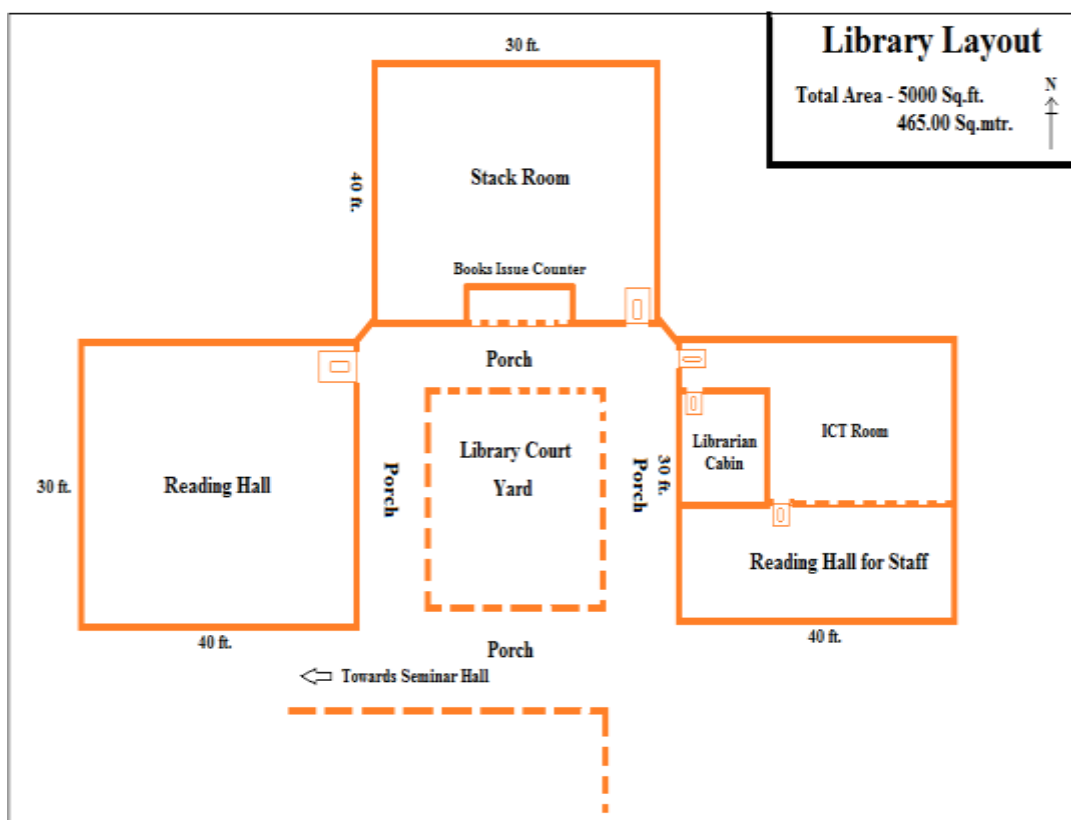 Library Layout
Total Area - 5000 Sq.ft.
465.00 Sq.mtr.
N
30 ft.
40 ft.
Stack Room
Books Issue Counter
Porch
Library Court
Yard
Porch
Porch
30 ft.
Reading Hall
30 ft.
40 ft.
Librarian
Cabin
ICT Room
Reading Hall for Staff
40 ft.
Porch
Towards Seminar Hall